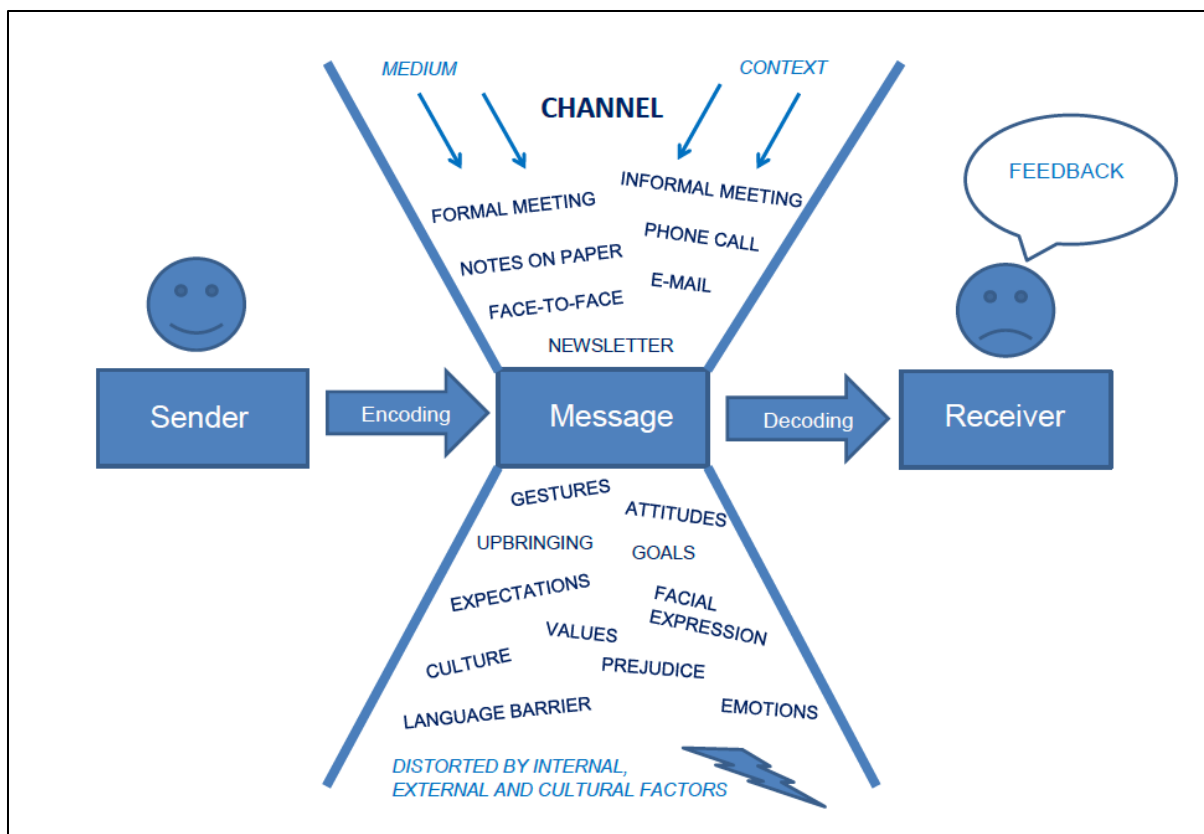 MEDIUM
CONTEXT
CHANNEL
FORMAL MEETING
INFORMAL MEETING
FEEDBACK
NOTES ON PAPER
PHONE CALL
FACE-TO-FACE
E-MAIL
NEWSLETTER
Sender
Encoding
Message
Decoding
Receiver
GESTURES
ATTITUDES
UPBRINGING
GOALS
EXPECTATIONS
FACIAL
EXPRESSION
VALUES
CULTURE
PREJUDICE
LANGUAGE BARRIER
EMOTIONS
DISTORTED BY INTERNAL,
EXTERNAL AND CULTURAL FACTORS